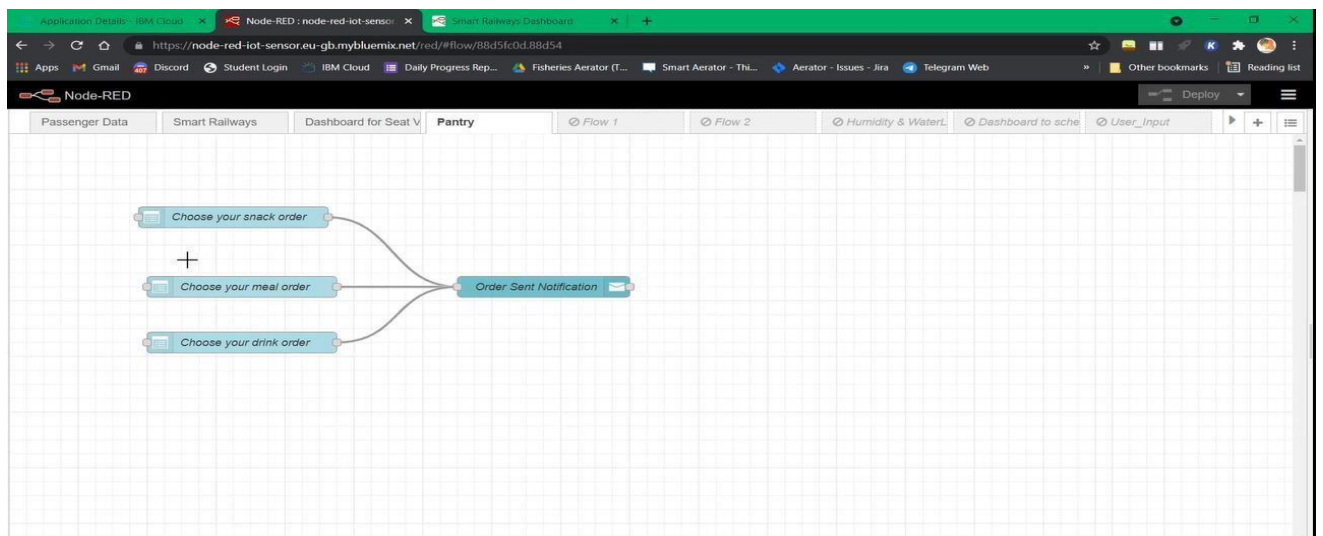 Application Details - IBM Cloud
Node-RED : node-red-iot-sensor
Smart Railways Dashboard
https://node-red-iot-sensor.eu-gb.mybluemix.net/red/#flow/88d5fc0d.88d54
Apps Gmail Discord Student Login IBM Cloud Daily Progress Rep... Fisheries Aerator (T... Smart Aerator - Thi... Aerator - Issues - Jira Telegram Web » Other bookmarks Reading list
Node-RED Deploy
Passenger Data Smart Railways Dashboard for Seat V Pantry Flow 1 Flow 2 Humidity & WaterL Dashboard to sche User_Input
Choose your snack order
Choose your meal order Order Sent Notification
Choose your drink order